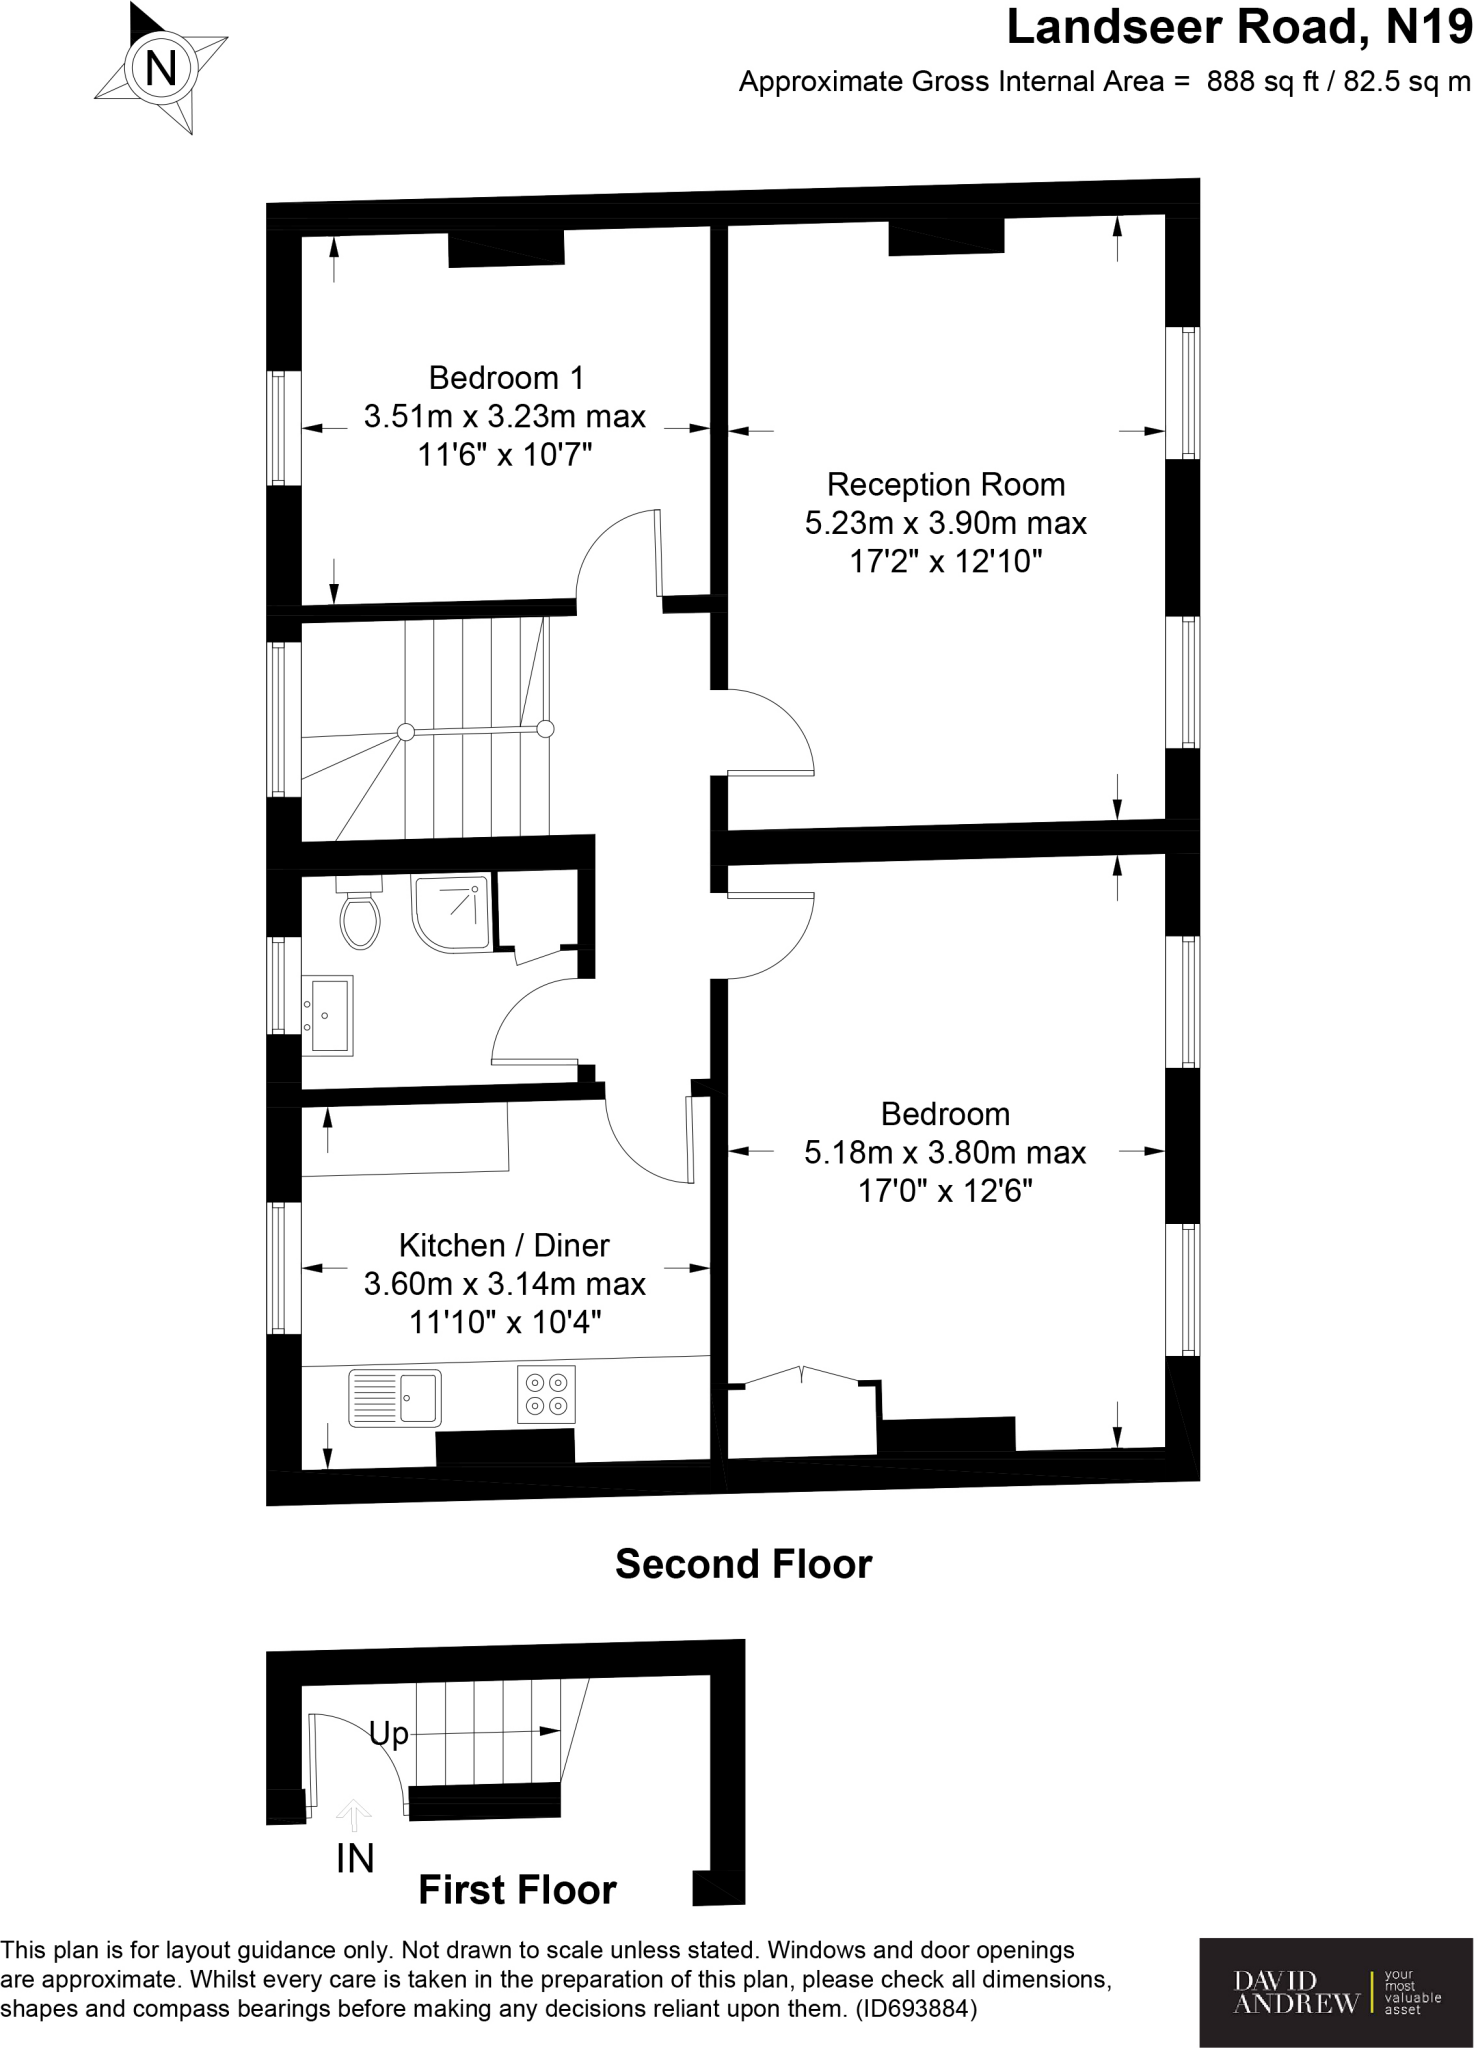 Landseer Road, N19
Approximate Gross Internal Area = 888 sq ft / 82.5 sq m
N
Bedroom 1
3.51m x 3.23m max
11'6" x 10'7"
Reception Room
5.23m x 3.90m max
17'2" x 12'10"
Bedroom
5.18m x 3.80m max
17'0" x 12'6"
Kitchen / Diner
3.60m x 3.14m max
11'10" x 10'4"
Second Floor
Up
IN
First Floor
This plan is for layout guidance only. Not drawn to scale unless stated. Windows and door openings
are approximate. Whilst every care is taken in the preparation of this plan, please check all dimensions,
shapes and compass bearings before making any decisions reliant upon them. (ID693884)
DAVID
ANDREW
your
most
valuable
asset